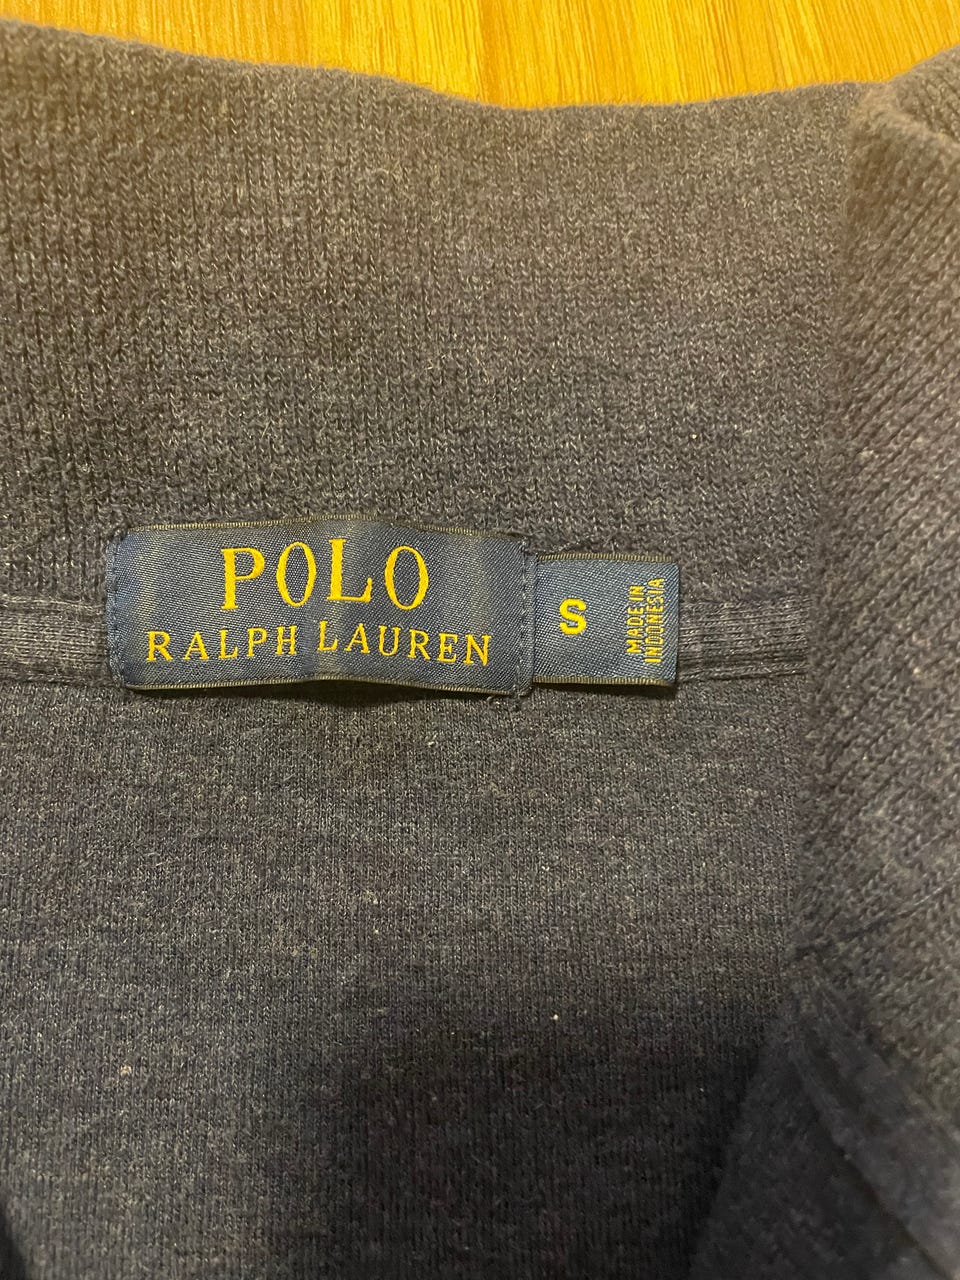 POLO
RALPH LAUREN
S
MADE IN
INDONESIA